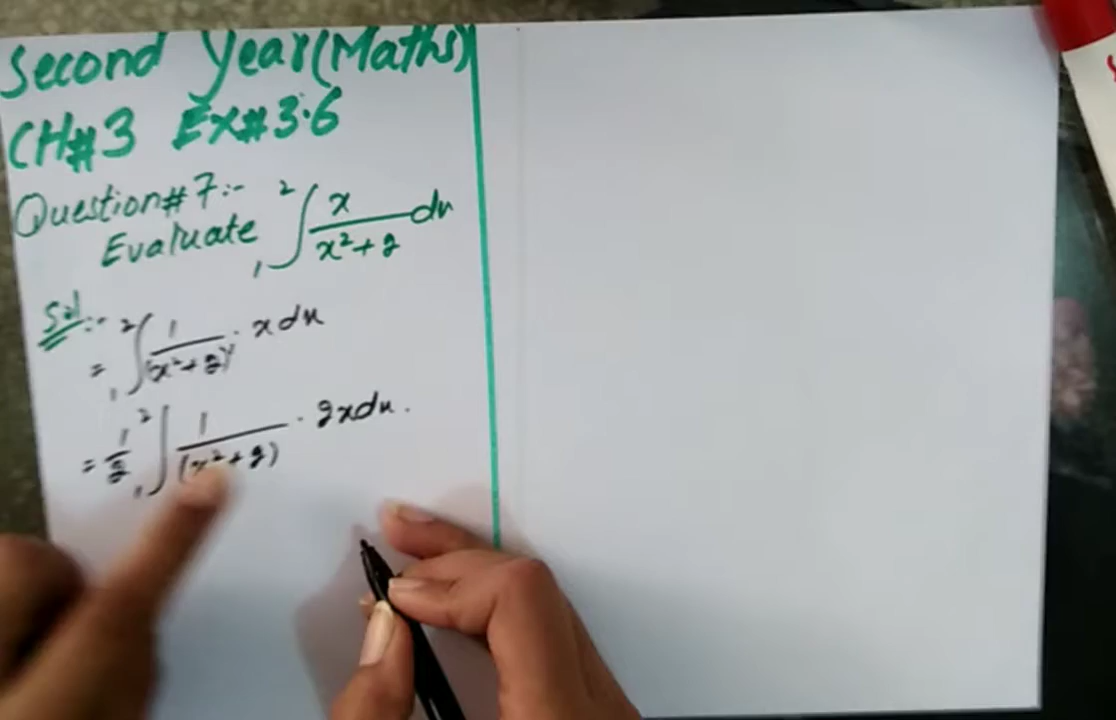 Second Year(Maths)
CH#3 Ex#3.6
Question#7:-
Evaluate ₁²∫ x/(x²+2) dx
Sol:-
= ₁²∫ 1/(x²+2) · x dx
= 1/2 ₁²∫ 1/(x²+2) · 2x dx.